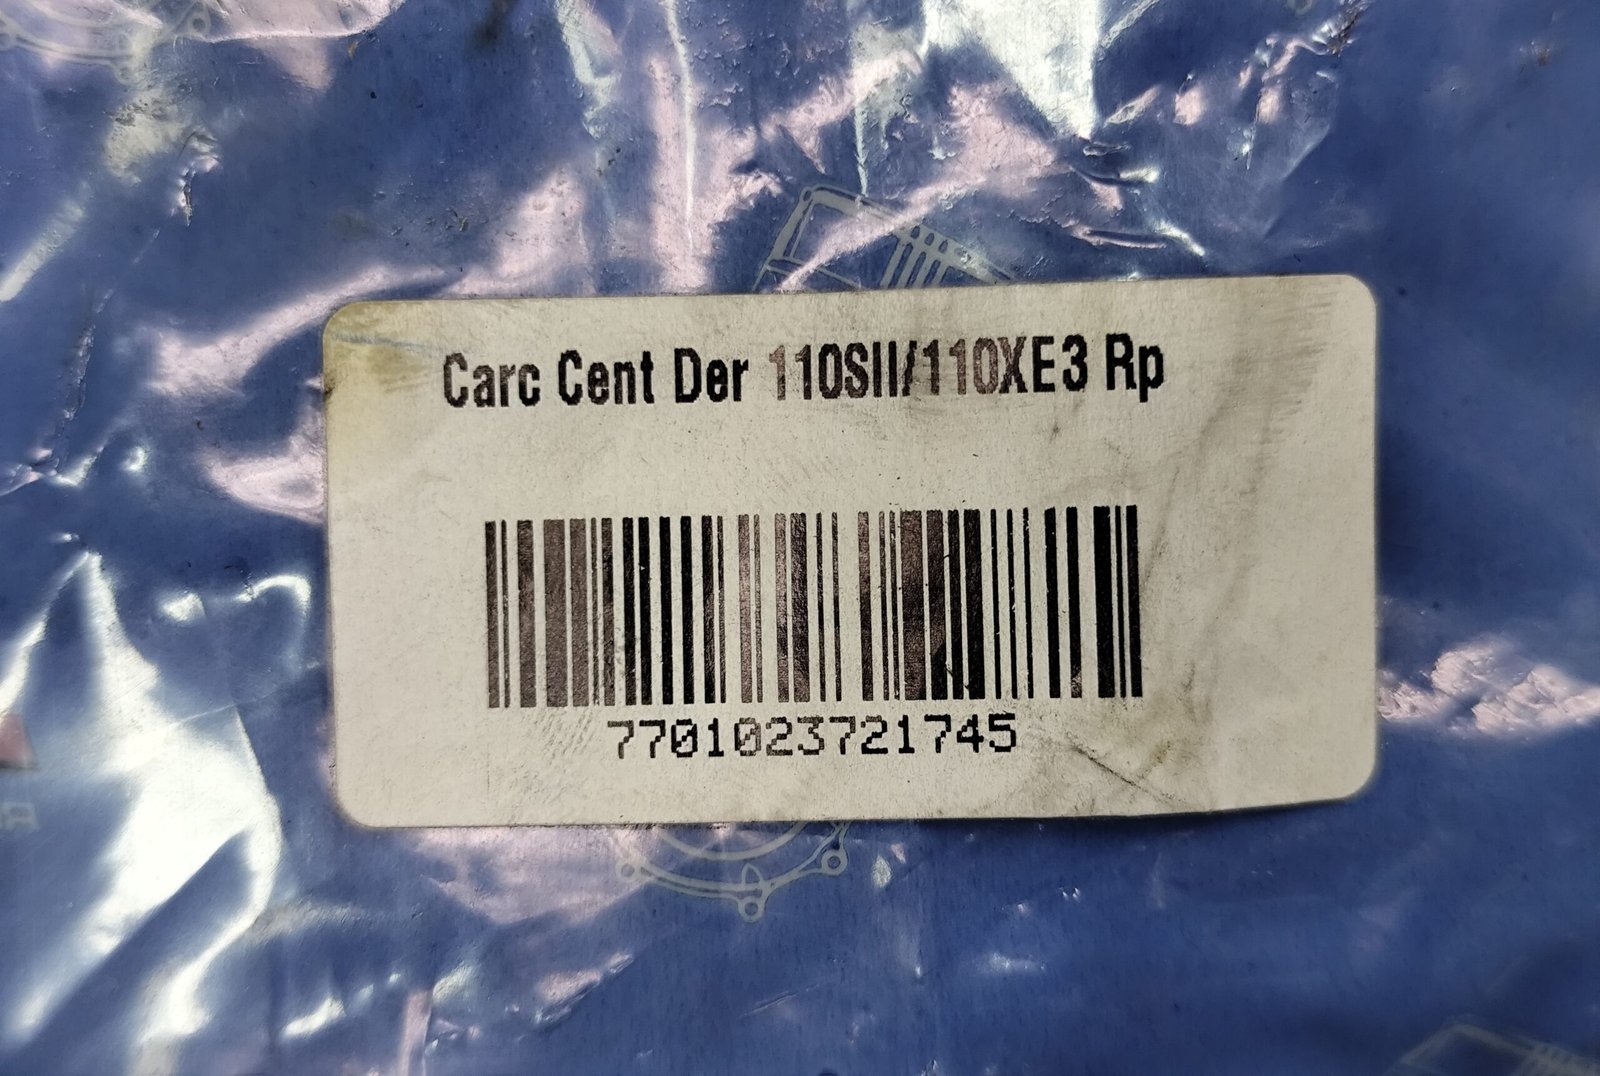 Carc Cent Der 110SII/110XE3 Rp
7701023721745